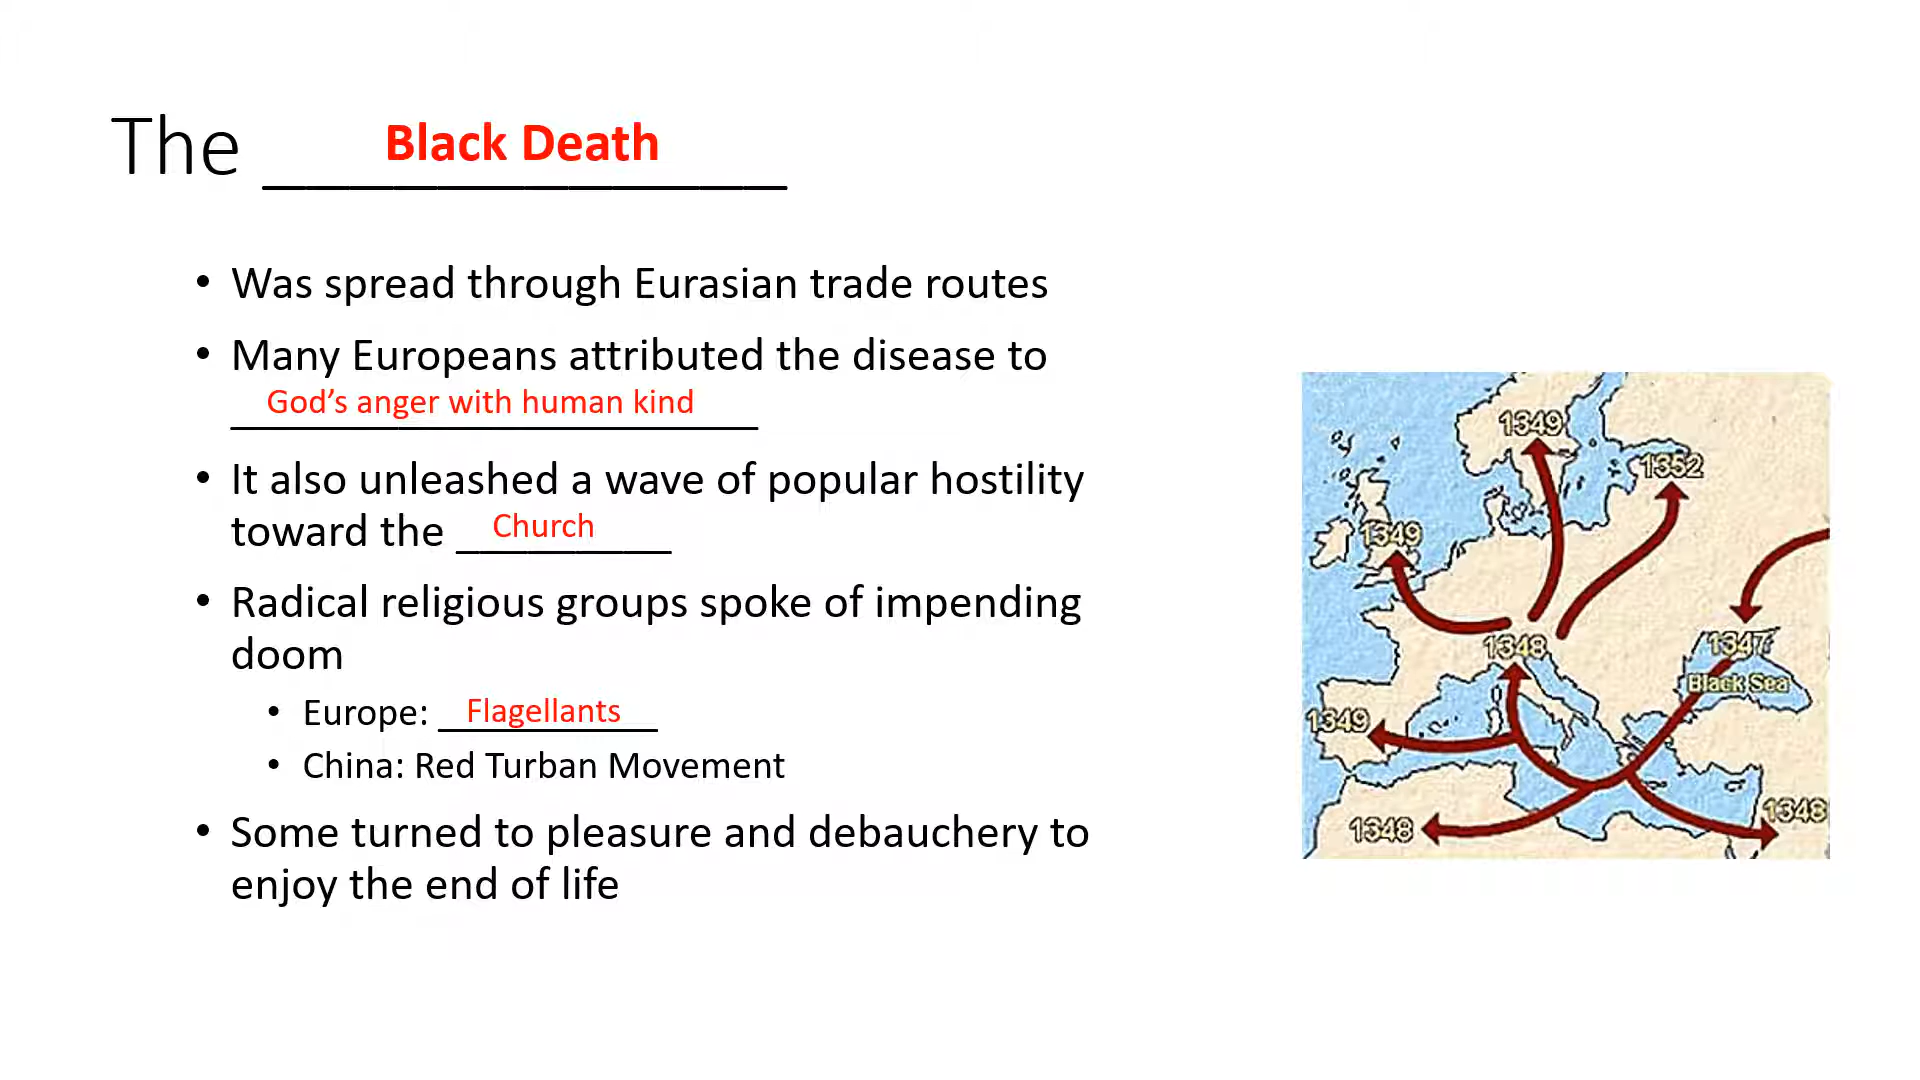 The Black Death
• Was spread through Eurasian trade routes
• Many Europeans attributed the disease to
God’s anger with human kind
• It also unleashed a wave of popular hostility
toward the Church
• Radical religious groups spoke of impending
doom
• Europe: Flagellants
• China: Red Turban Movement
• Some turned to pleasure and debauchery to
enjoy the end of life
1349
1352
1349
1348
1347
Black Sea
1349
1348
1348